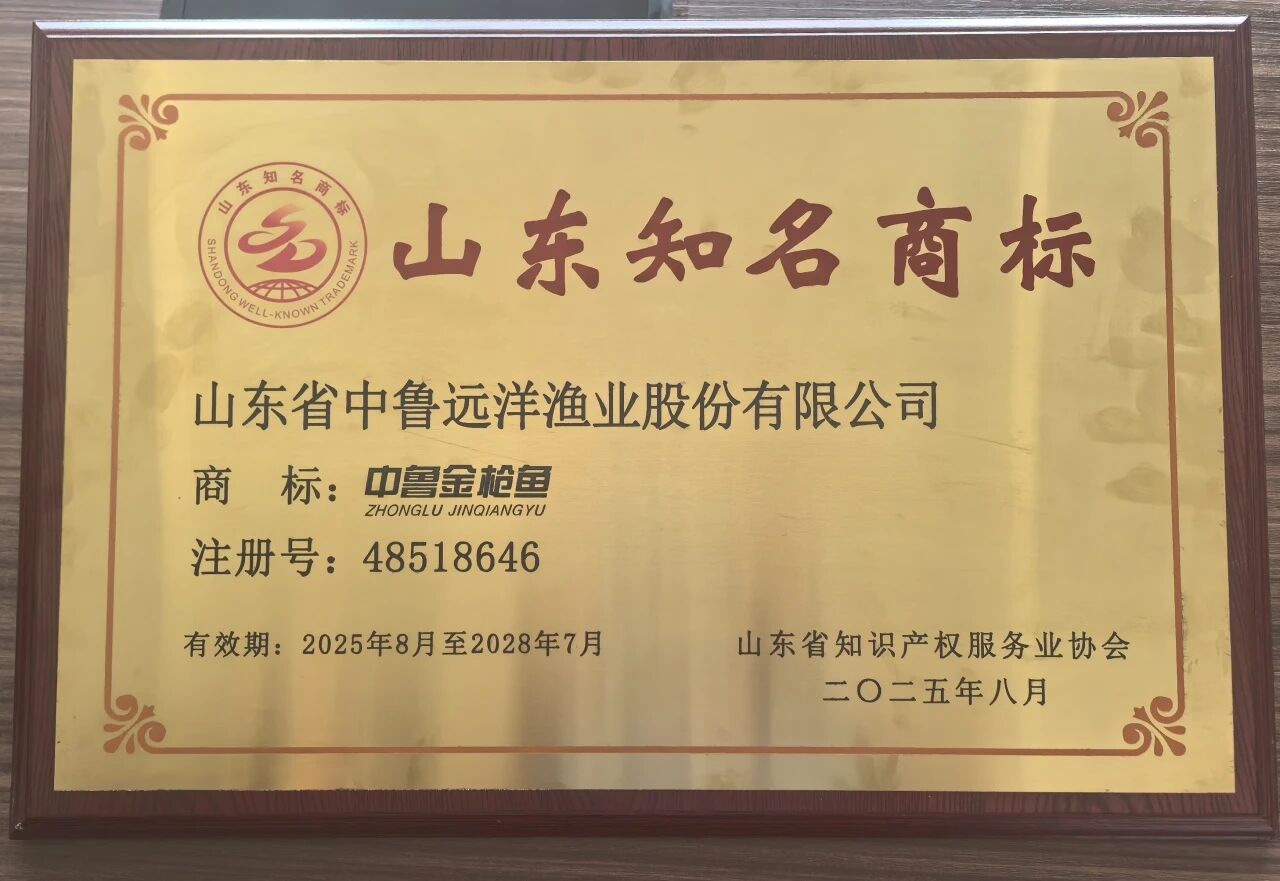 山东知名商标
SHANDONG WELL-KNOWN TRADEMARK
山东知名商标
山东省中鲁远洋渔业股份有限公司
商 标：中鲁金枪鱼
ZHONGLU JINQIANGYU
注册号：48518646
有效期：2025年8月至2028年7月
山东省知识产权服务业协会
二〇二五年八月